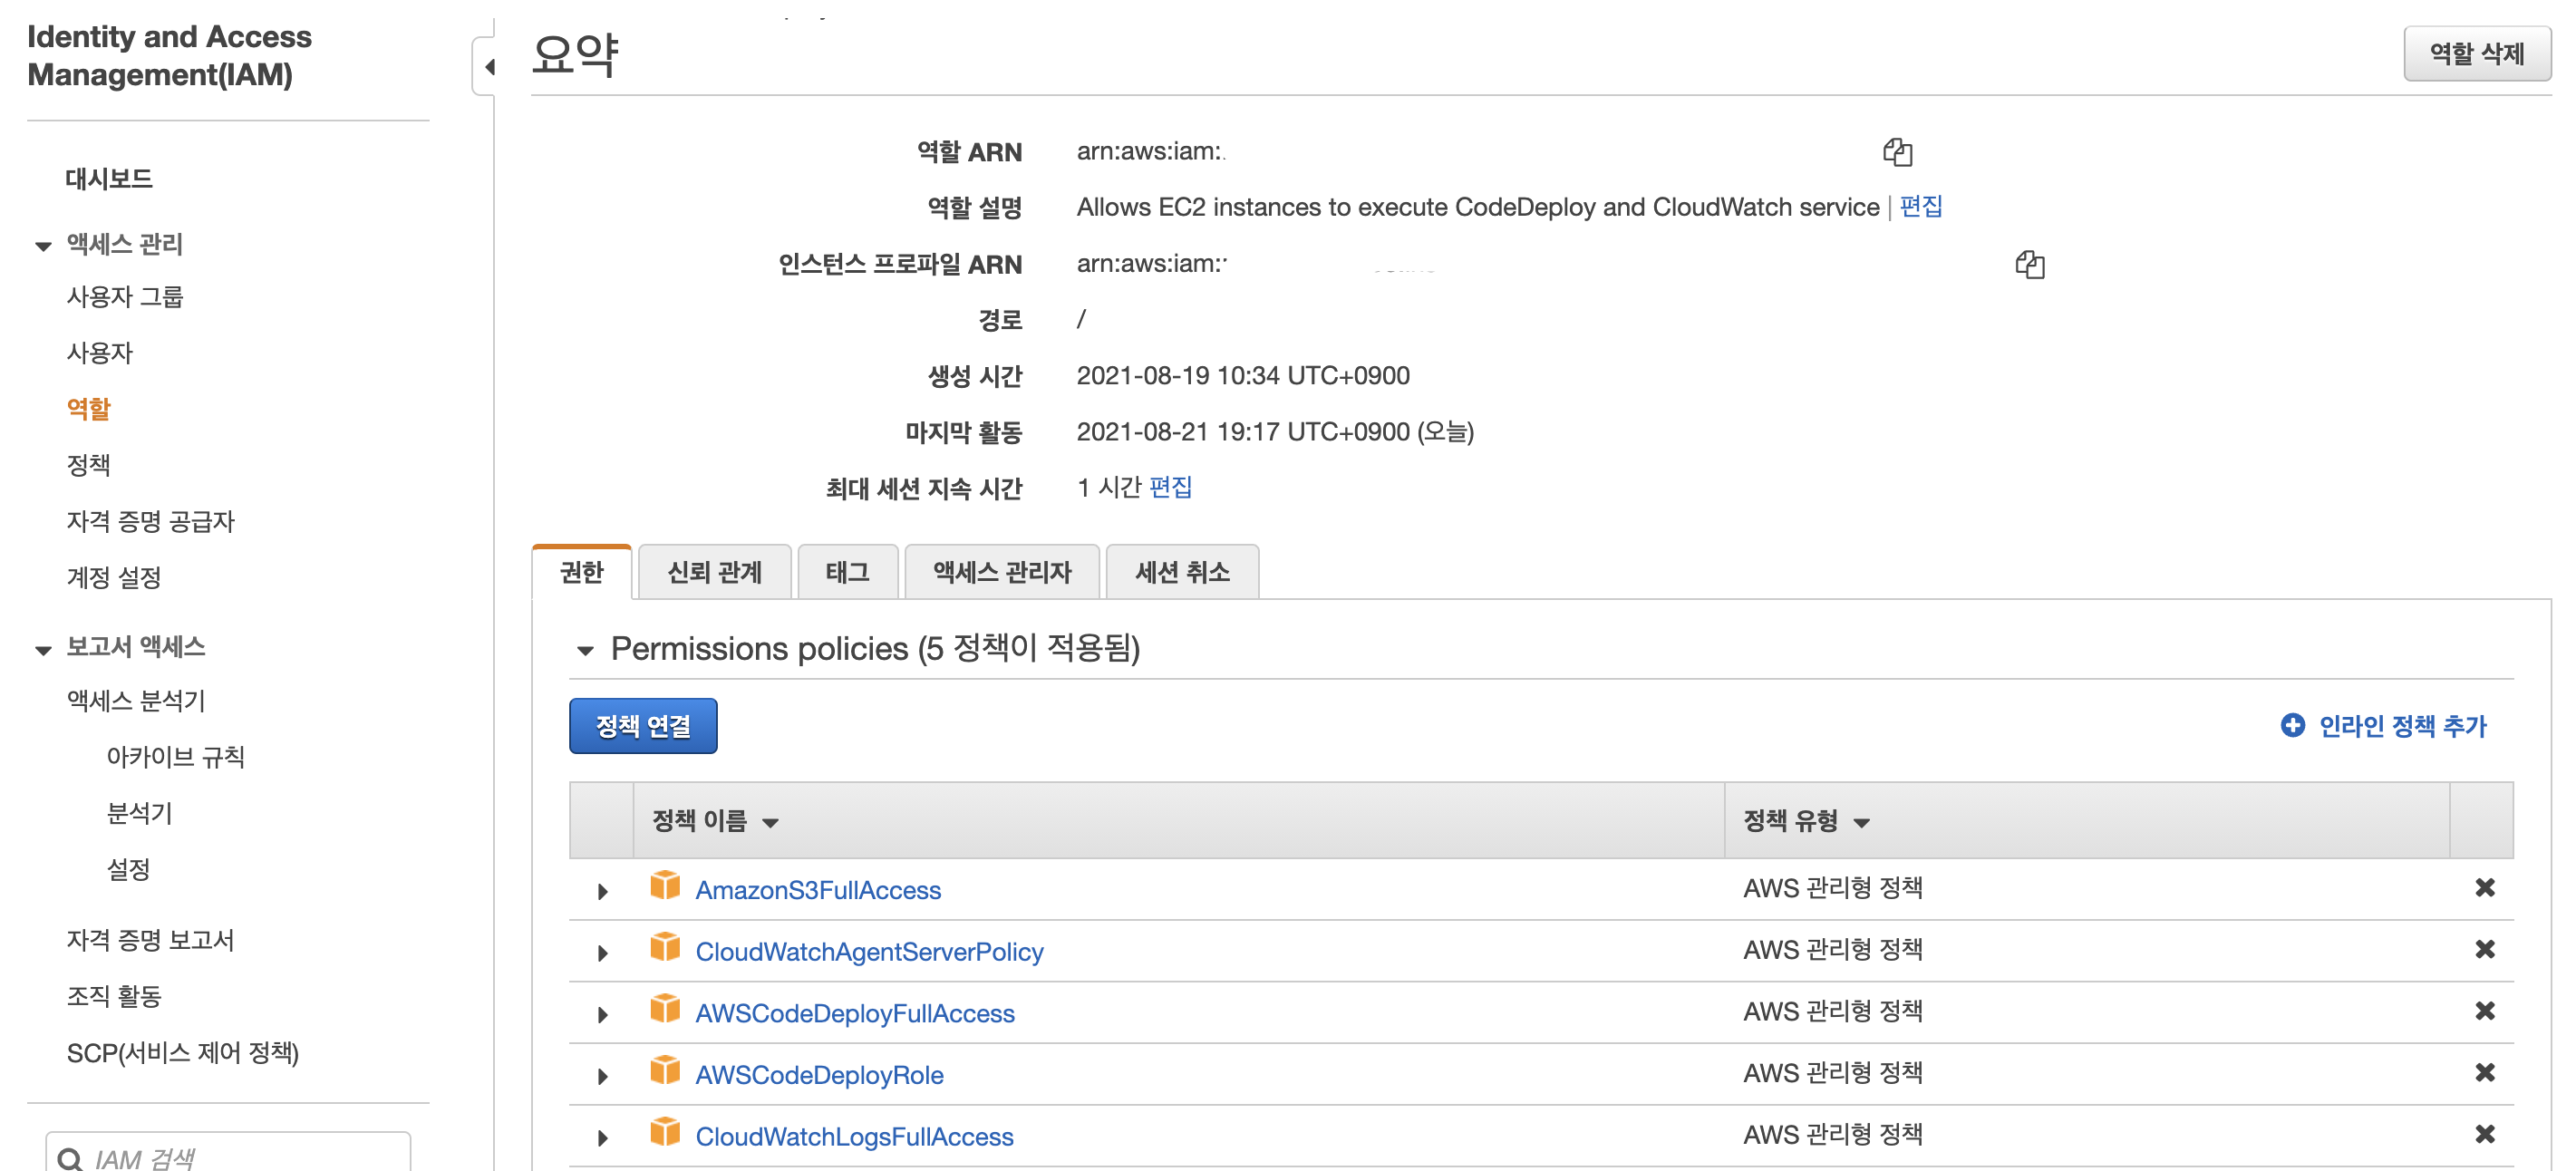 Identity and Access
Management(IAM)
대시보드
액세스 관리
사용자 그룹
사용자
역할
정책
자격 증명 공급자
계정 설정
보고서 액세스
액세스 분석기
아카이브 규칙
분석기
설정
자격 증명 보고서
조직 활동
SCP(서비스 제어 정책)
IAM 검색
요약
역할 삭제
역할 ARN arn:aws:iam:
역할 설명 Allows EC2 instances to execute CodeDeploy and CloudWatch service | 편집
인스턴스 프로파일 ARN arn:aws:iam:
경로 /
생성 시간 2021-08-19 10:34 UTC+0900
마지막 활동 2021-08-21 19:17 UTC+0900 (오늘)
최대 세션 지속 시간 1 시간 편집
권한 신뢰 관계 태그 액세스 관리자 세션 취소
Permissions policies (5 정책이 적용됨)
정책 연결 인라인 정책 추가
정책 이름 정책 유형
AmazonS3FullAccess AWS 관리형 정책
CloudWatchAgentServerPolicy AWS 관리형 정책
AWSCodeDeployFullAccess AWS 관리형 정책
AWSCodeDeployRole AWS 관리형 정책
CloudWatchLogsFullAccess AWS 관리형 정책